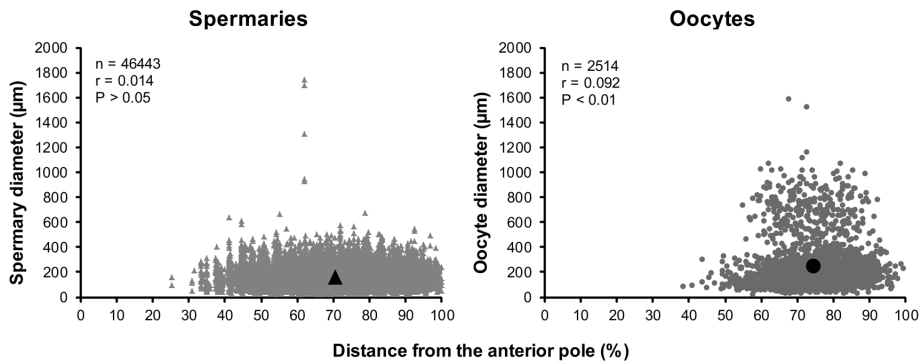 Spermaries
Oocytes
Spermary diameter (µm)
2000
1800
1600
1400
1200
1000
800
600
400
200
0
n = 46443
r = 0.014
P > 0.05
0 10 20 30 40 50 60 70 80 90 100
Oocyte diameter (µm)
2000
1800
1600
1400
1200
1000
800
600
400
200
0
n = 2514
r = 0.092
P < 0.01
0 10 20 30 40 50 60 70 80 90 100
Distance from the anterior pole (%)